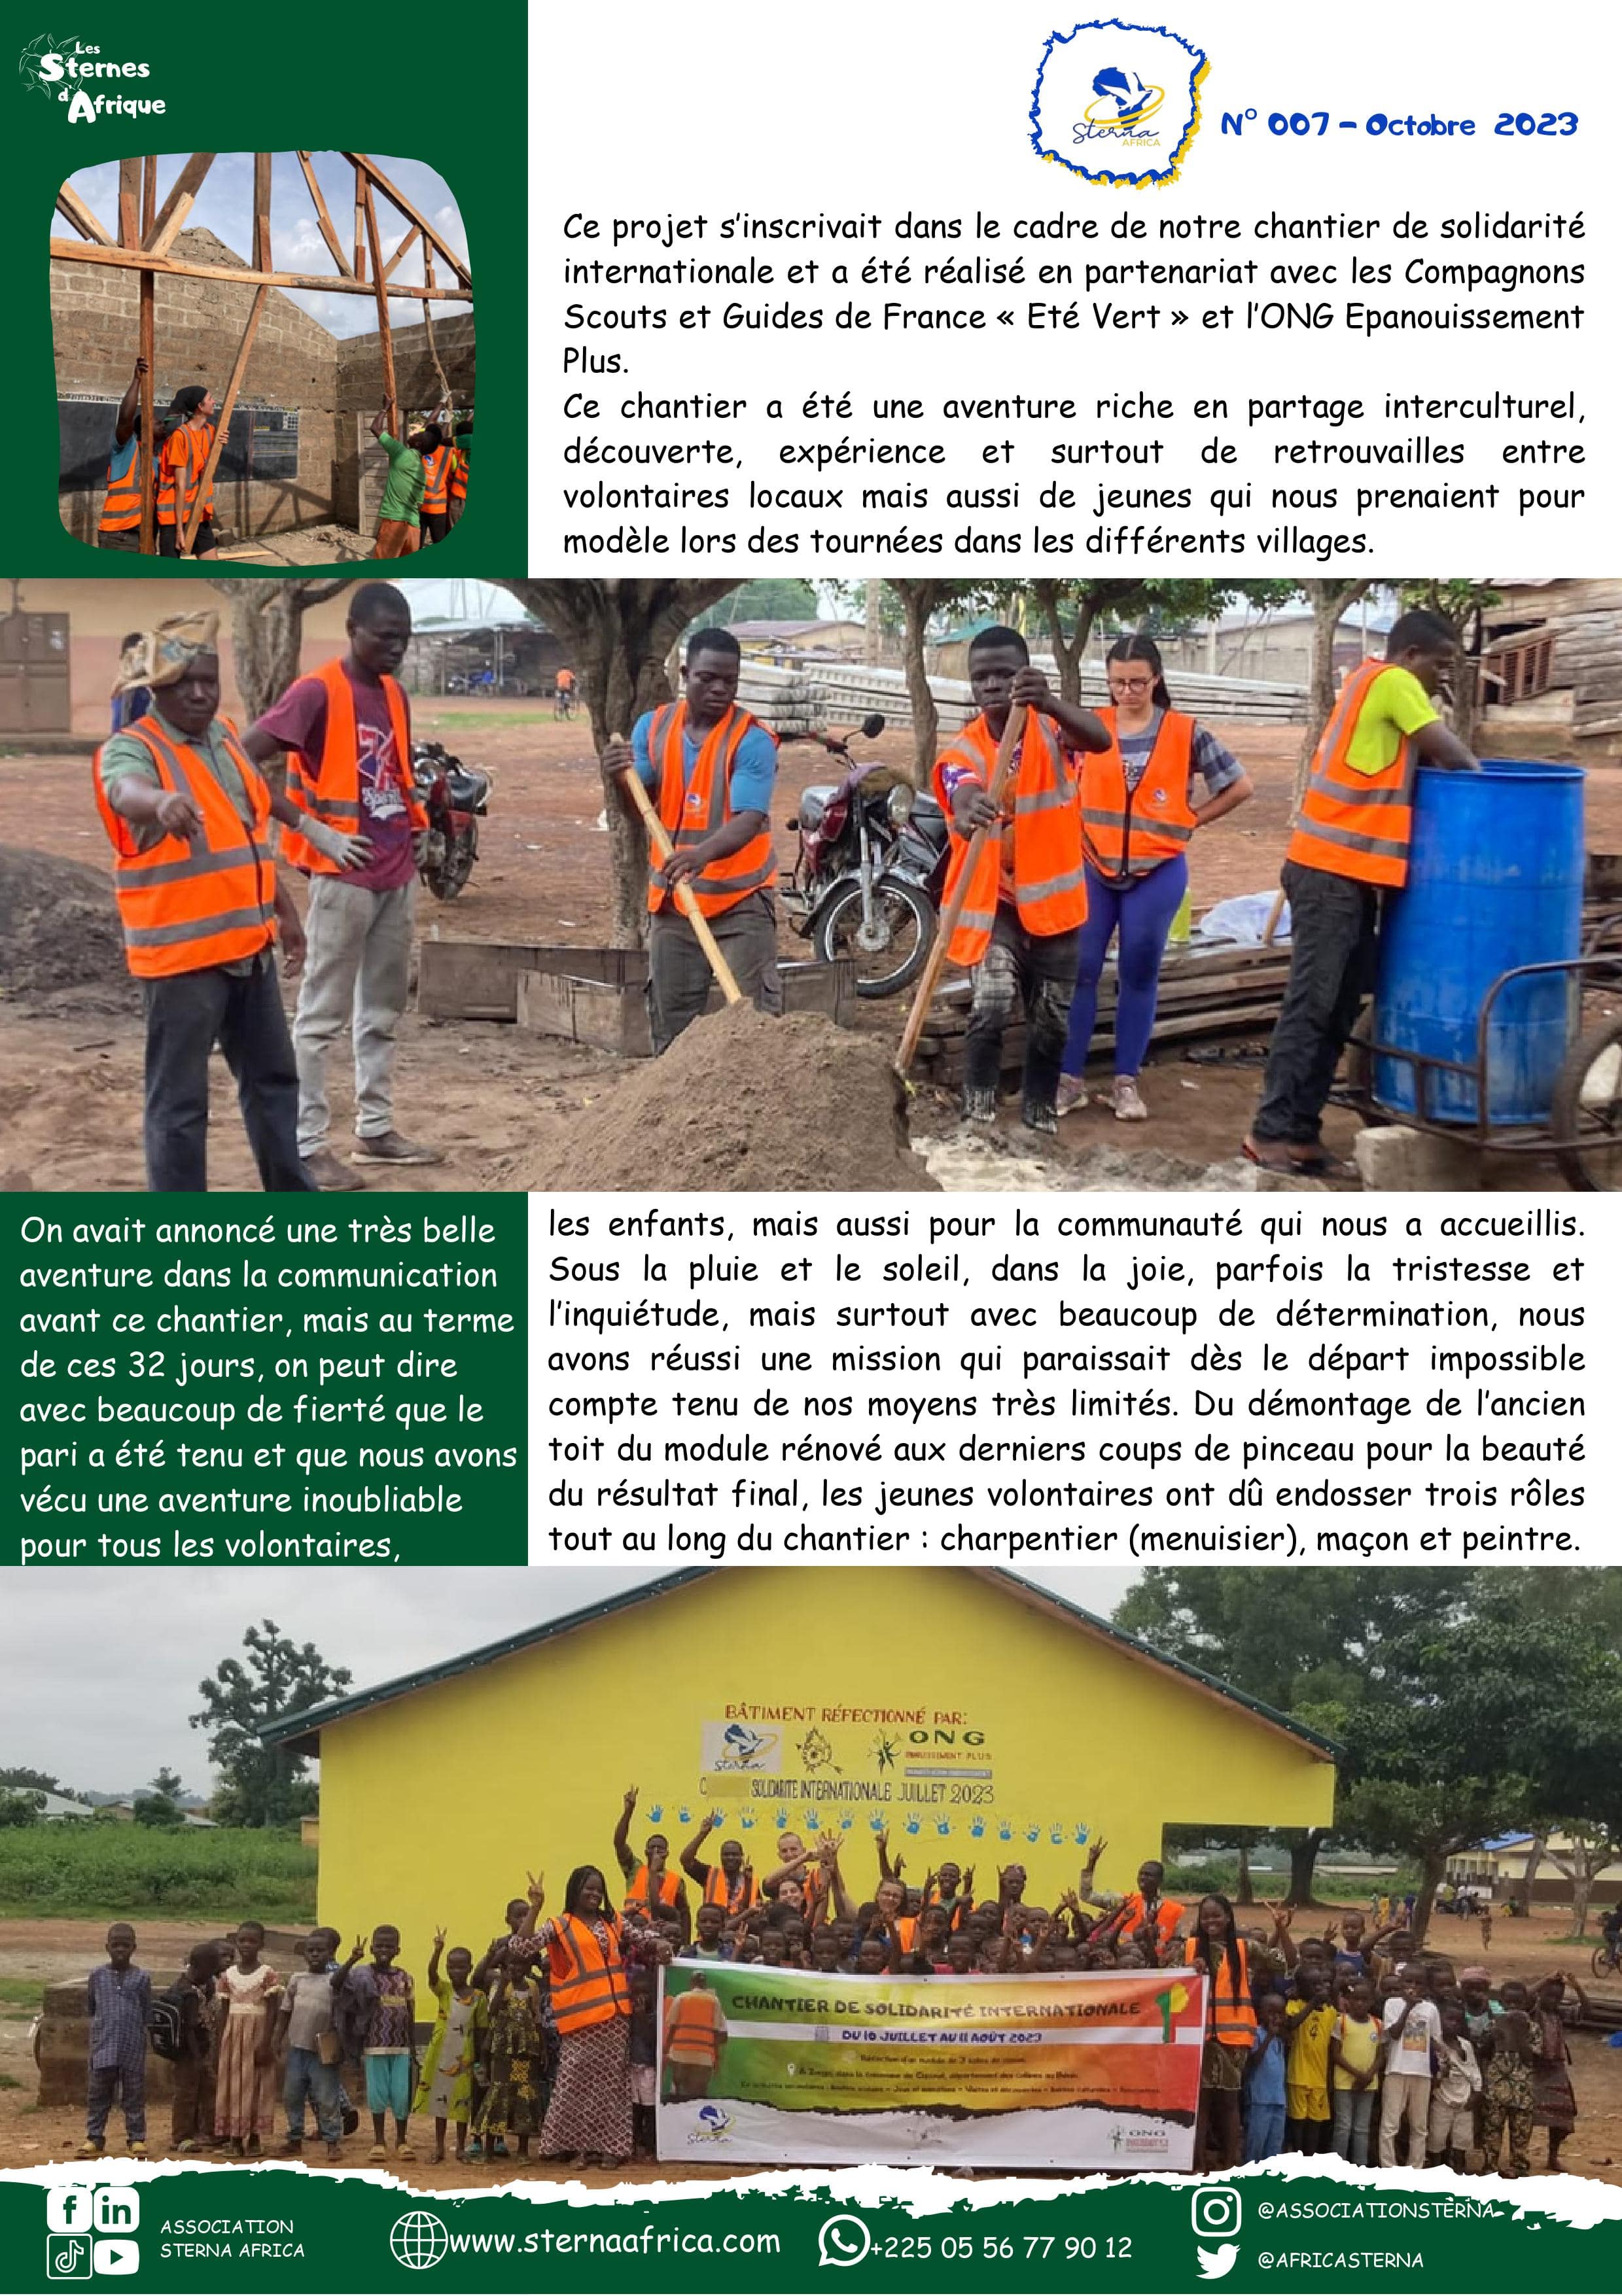 Les
Sternes
d'Afrique
sterna
AFRICA
N° 007 - Octobre 2023
Ce projet s'inscrivait dans le cadre de notre chantier de solidarité
internationale et a été réalisé en partenariat avec les Compagnons
Scouts et Guides de France « Eté Vert » et l'ONG Epanouissement
Plus.
Ce chantier a été une aventure riche en partage interculturel,
découverte, expérience et surtout de retrouvailles entre
volontaires locaux mais aussi de jeunes qui nous prenaient pour
modèle lors des tournées dans les différents villages.
On avait annoncé une très belle
aventure dans la communication
avant ce chantier, mais au terme
de ces 32 jours, on peut dire
avec beaucoup de fierté que le
pari a été tenu et que nous avons
vécu une aventure inoubliable
pour tous les volontaires,
les enfants, mais aussi pour la communauté qui nous a accueillis.
Sous la pluie et le soleil, dans la joie, parfois la tristesse et
l'inquiétude, mais surtout avec beaucoup de détermination, nous
avons réussi une mission qui paraissait dès le départ impossible
compte tenu de nos moyens très limités. Du démontage de l'ancien
toit du module rénové aux derniers coups de pinceau pour la beauté
du résultat final, les jeunes volontaires ont dû endosser trois rôles
tout au long du chantier : charpentier (menuisier), maçon et peintre.
BÂTIMENT RÉFECTIONNÉ PAR:
sterna
ONG
PLUS
SOLIDARITE INTERNATIONALE JUILLET 2023
CHANTIER DE SOLIDARITÉ INTERNATIONALE
DU 10 JUILLET AU 11 AOÛT 2023
Réfection d'un module de 3 salles de classe
sterna
ONG
ASSOCIATION
STERNA AFRICA
www.sternaafrica.com
+225 05 56 77 90 12
@ASSOCIATIONSTERNA
@AFRICASTERNA